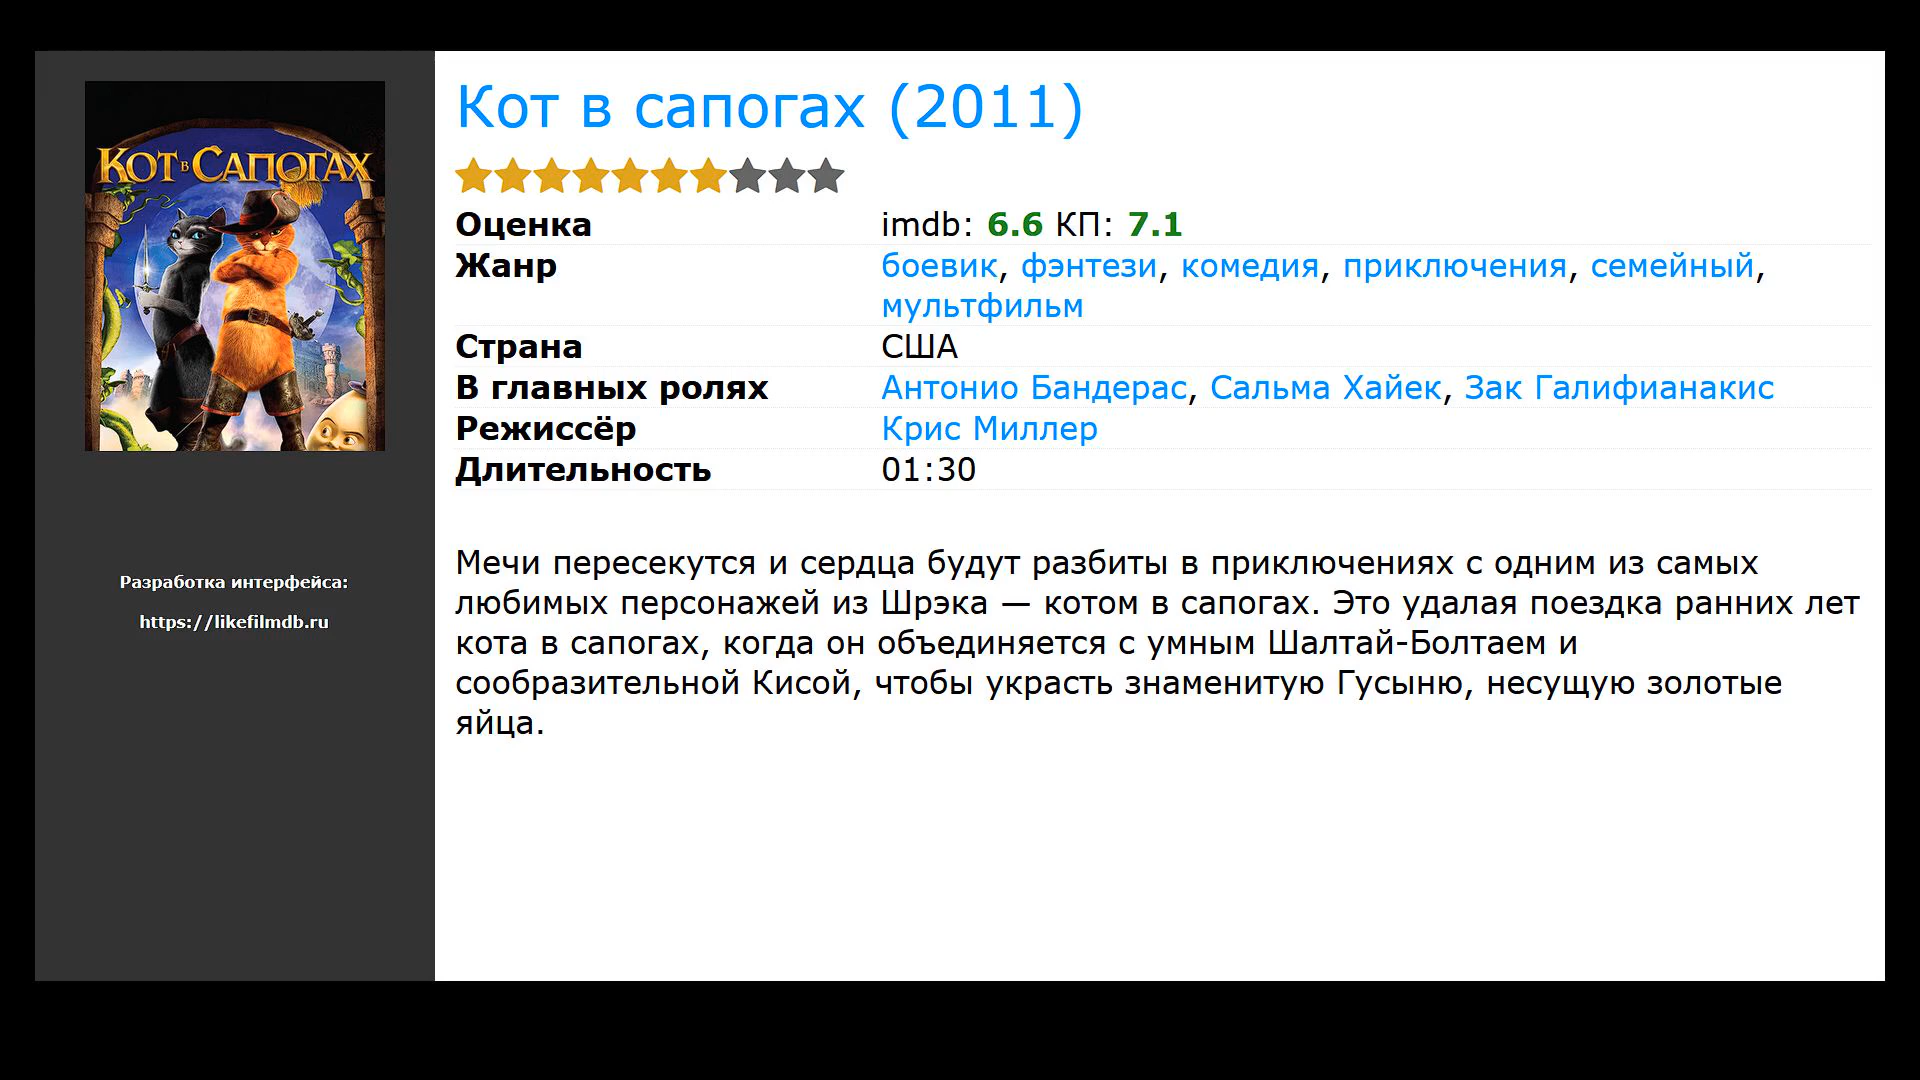 Кот в Сапогах
Разработка интерфейса:
https://likefilmdb.ru
Кот в сапогах (2011)
Оценка imdb: 6.6 КП: 7.1
Жанр боевик, фэнтези, комедия, приключения, семейный,
мультфильм
Страна США
В главных ролях Антонио Бандерас, Сальма Хайек, Зак Галифианакис
Режиссёр Крис Миллер
Длительность 01:30
Мечи пересекутся и сердца будут разбиты в приключениях с одним из самых
любимых персонажей из Шрэка — котом в сапогах. Это удалая поездка ранних лет
кота в сапогах, когда он объединяется с умным Шалтай-Болтаем и
сообразительной Кисой, чтобы украсть знаменитую Гусыню, несущую золотые
яйца.